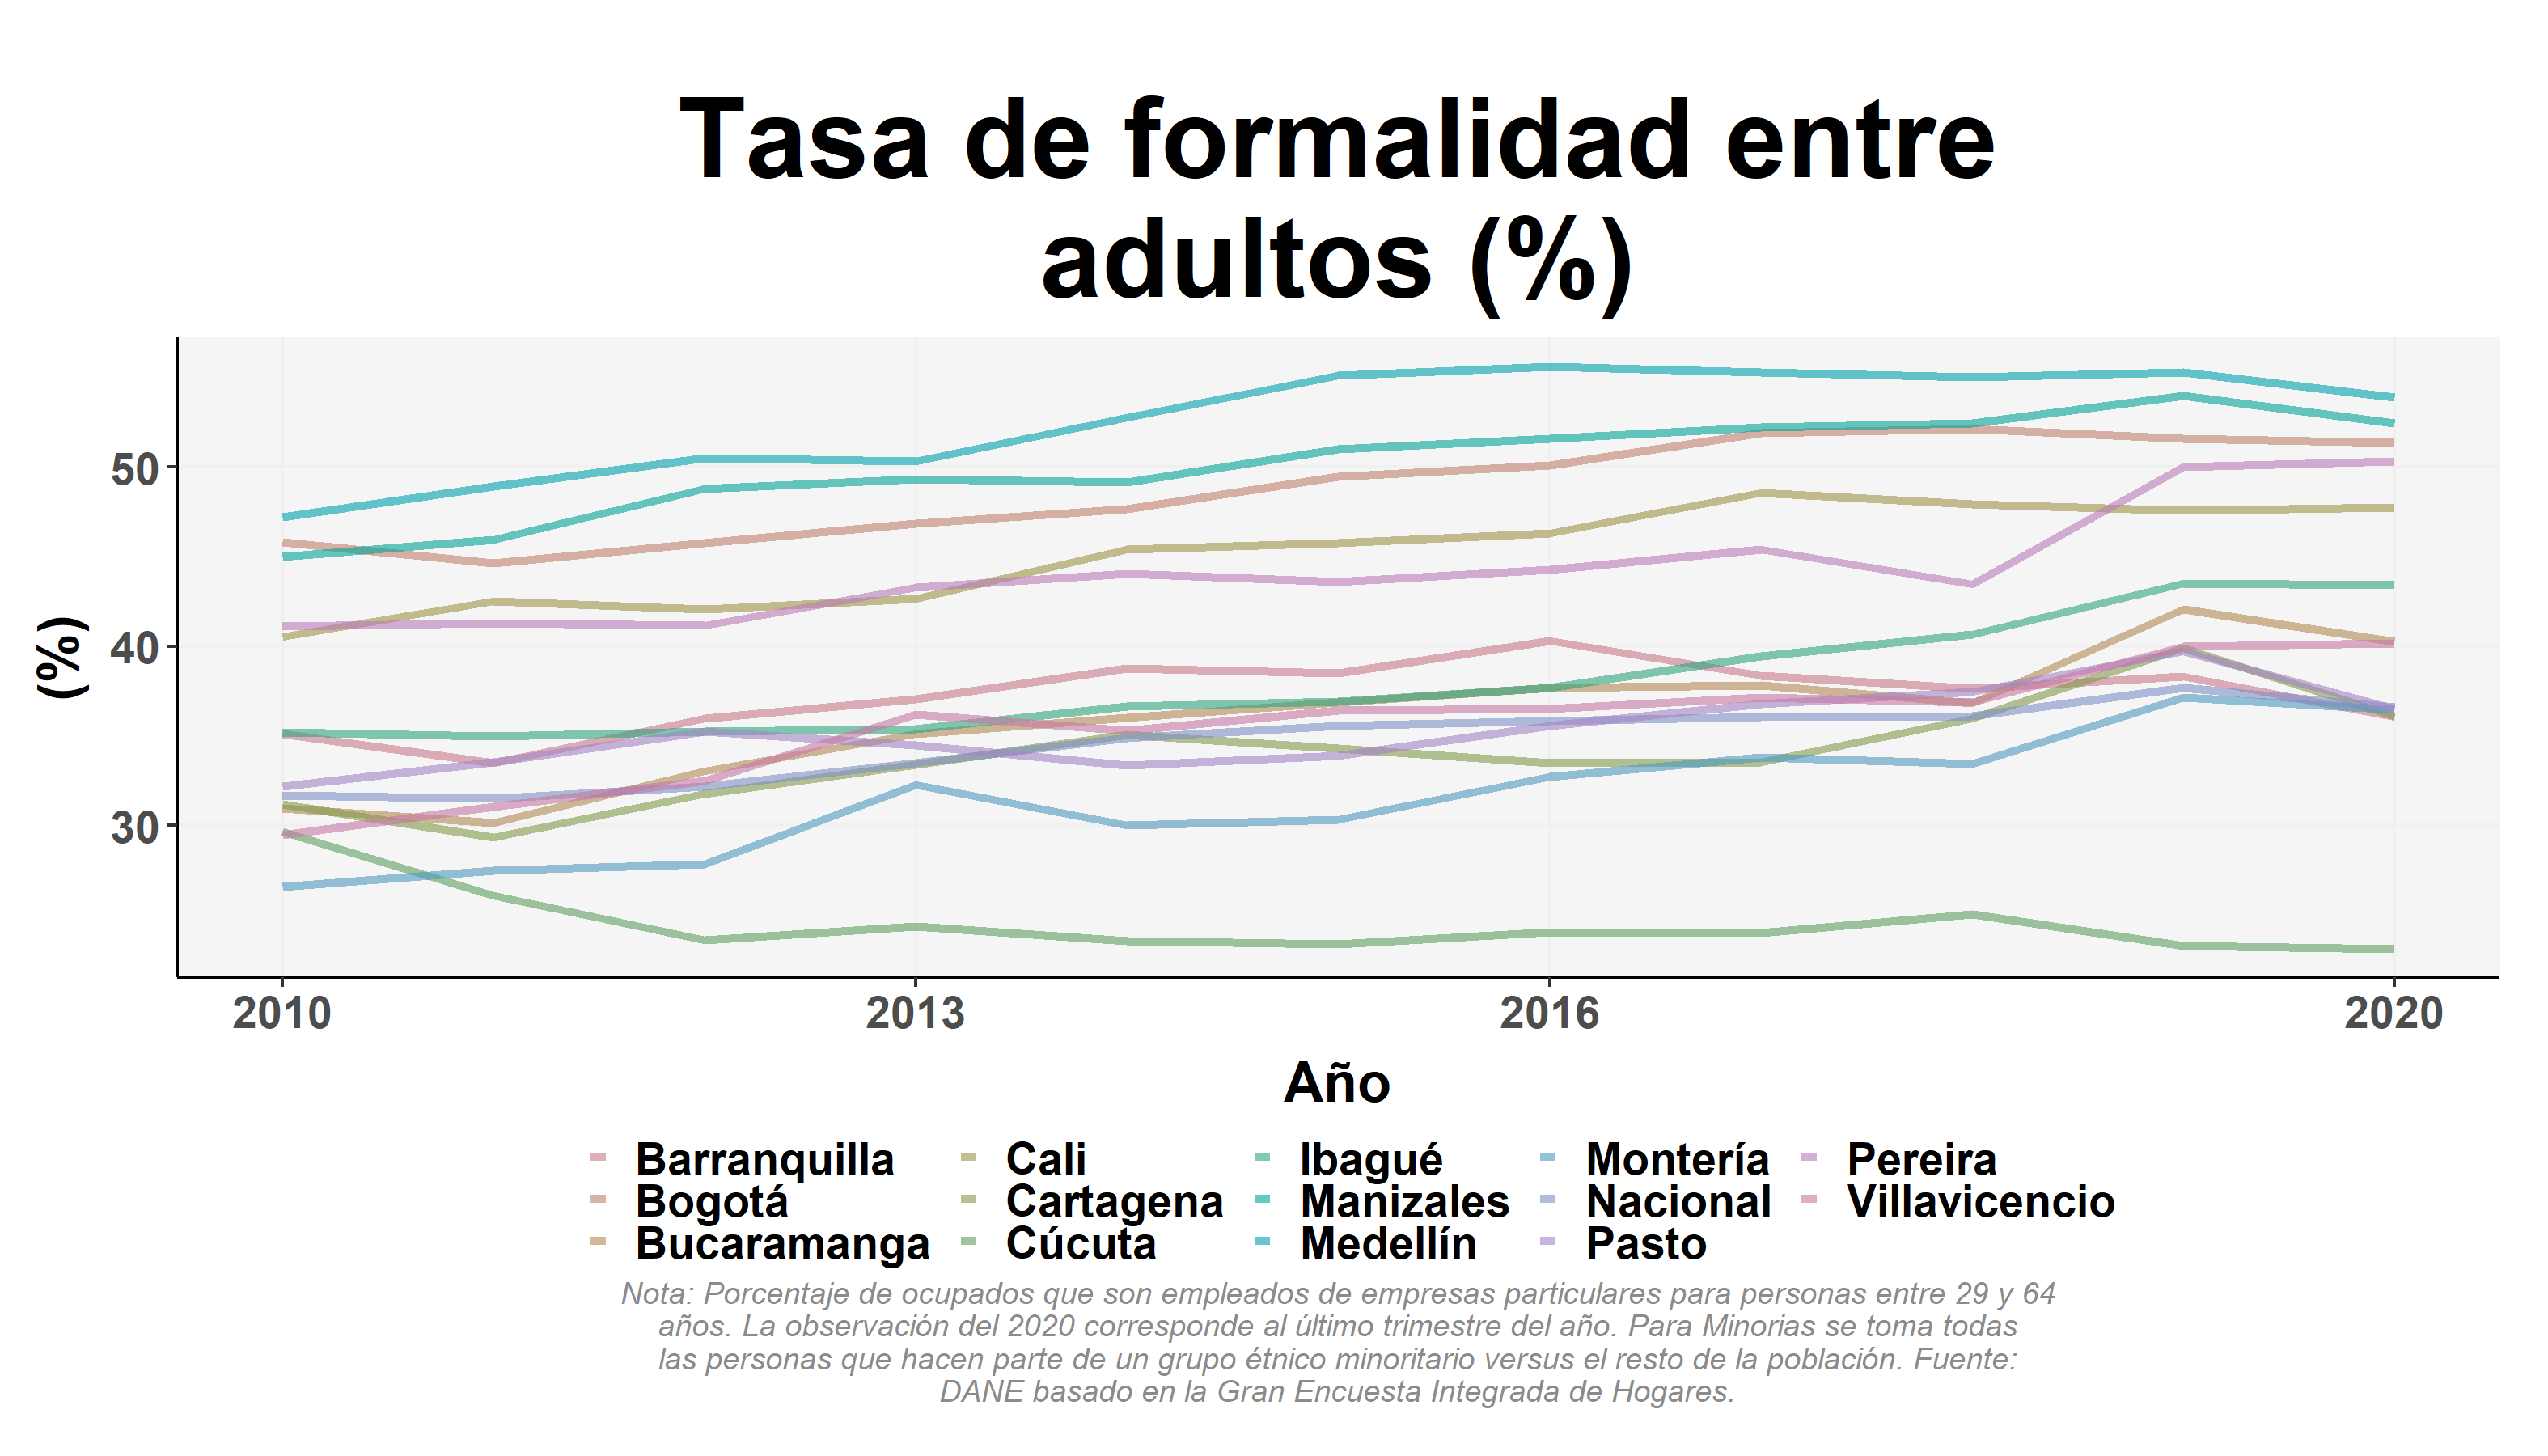 Tasa de formalidad entre
adultos (%)
(%)
50
40
30
2010 2013 2016 2020
Año
Barranquilla Cali Ibagué Montería Pereira
Bogotá Cartagena Manizales Nacional Villavicencio
Bucaramanga Cúcuta Medellín Pasto
Nota: Porcentaje de ocupados que son empleados de empresas particulares para personas entre 29 y 64
años. La observación del 2020 corresponde al último trimestre del año. Para Minorias se toma todas
las personas que hacen parte de un grupo étnico minoritario versus el resto de la población. Fuente:
DANE basado en la Gran Encuesta Integrada de Hogares.